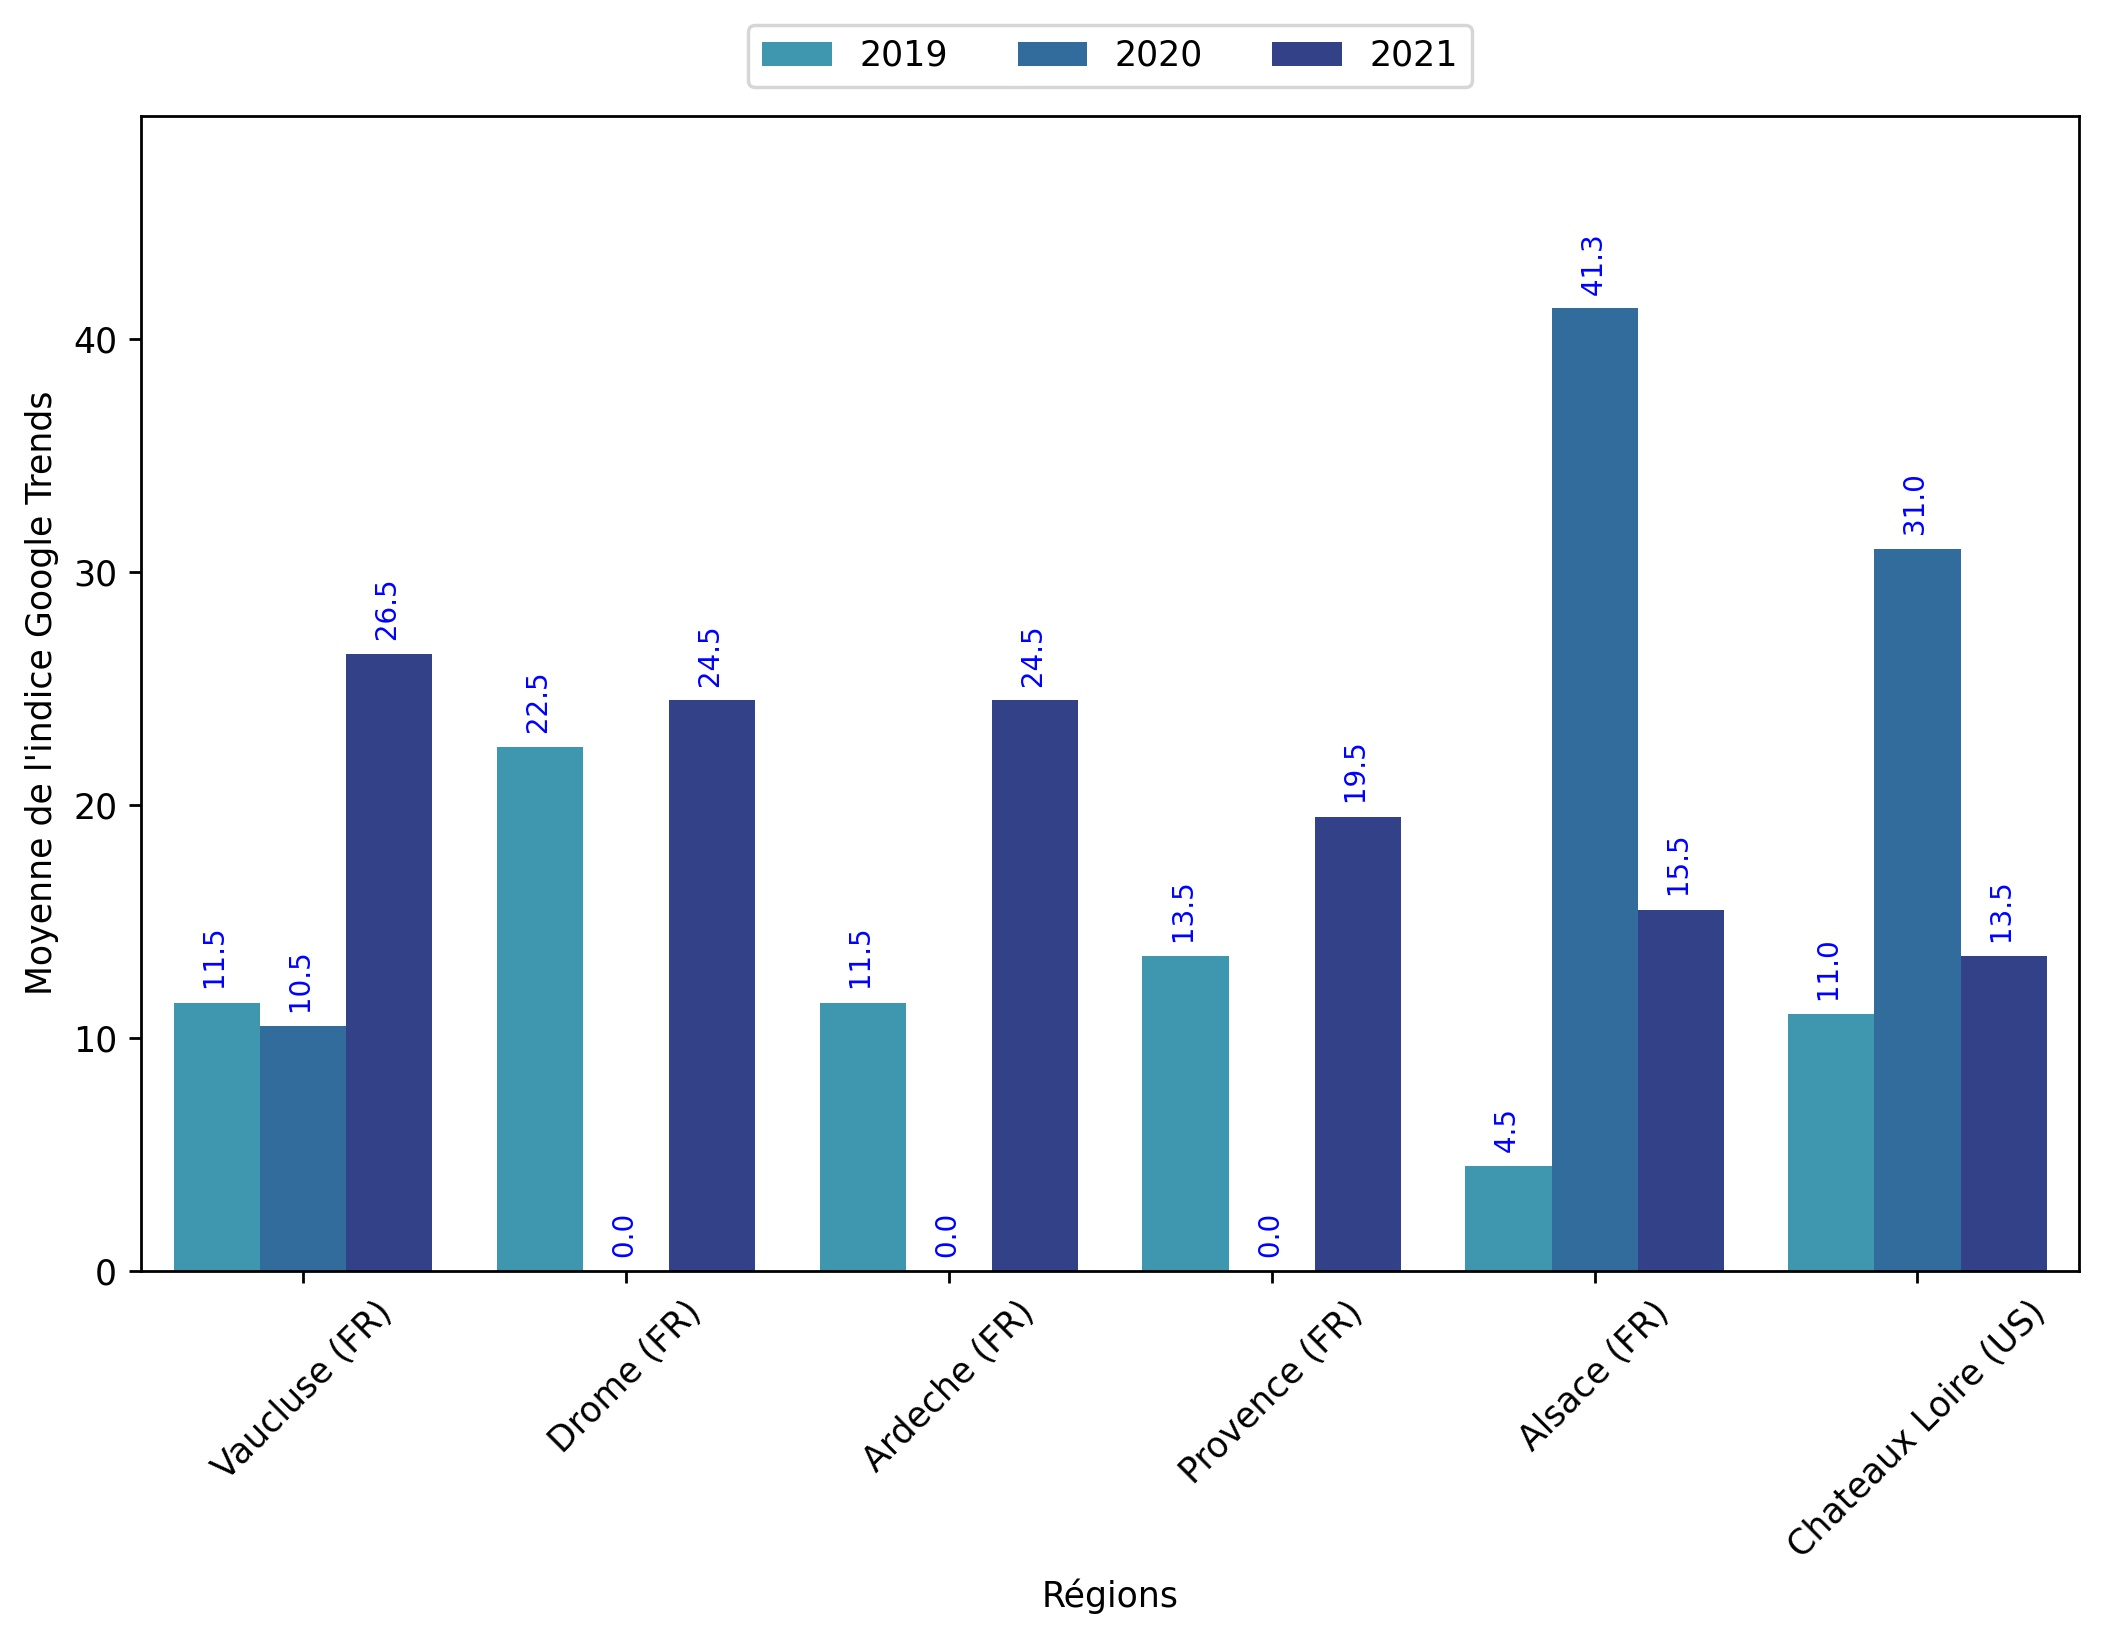 2019 2020 2021
Moyenne de l'indice Google Trends
40
30
20
10
0
11.5 10.5 26.5
22.5 0.0 24.5
11.5 0.0 24.5
13.5 0.0 19.5
4.5 41.3 15.5
11.0 31.0 13.5
Vaucluse (FR)
Drome (FR)
Ardeche (FR)
Provence (FR)
Alsace (FR)
Chateaux Loire (US)
Régions